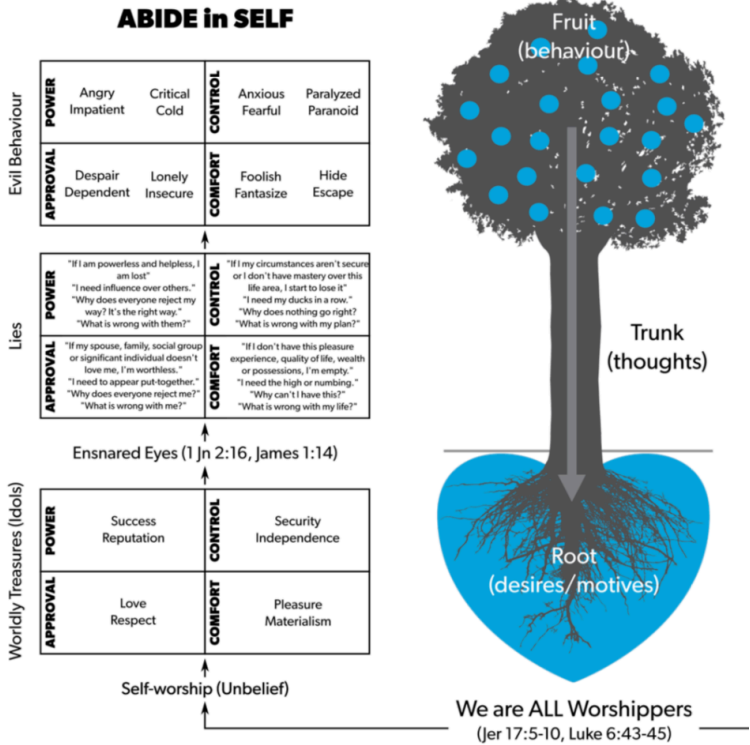 ABIDE in SELF
Evil Behaviour
POWER
Angry
Impatient
Critical
Cold
CONTROL
Anxious
Fearful
Paralyzed
Paranoid
APPROVAL
Despair
Dependent
Lonely
Insecure
COMFORT
Foolish
Fantasize
Hide
Escape
Lies
POWER
"If I am powerless and helpless, I
am lost"
"I need influence over others."
"Why does everyone reject my
way? It's the right way."
"What is wrong with them?"
CONTROL
"If I my circumstances aren't secure
or I don't have mastery over this
life area, I start to lose it"
"I need my ducks in a row."
"Why does nothing go right?
"What is wrong with my plan?"
APPROVAL
"If my spouse, family, social group
or significant individual doesn't
love me, I'm worthless."
"I need to appear put-together."
"Why does everyone reject me?"
"What is wrong with me?"
COMFORT
"If I don't have this pleasure
experience, quality of life, wealth
or possessions, I'm empty."
"I need the high or numbing."
"Why can't I have this?"
"What is wrong with my life?"
Ensnared Eyes (1 Jn 2:16, James 1:14)
Worldly Treasures (Idols)
POWER
Success
Reputation
CONTROL
Security
Independence
APPROVAL
Love
Respect
COMFORT
Pleasure
Materialism
Self-worship (Unbelief)
Fruit
(behaviour)
Trunk
(thoughts)
Root
(desires/motives)
We are ALL Worshippers
(Jer 17:5-10, Luke 6:43-45)